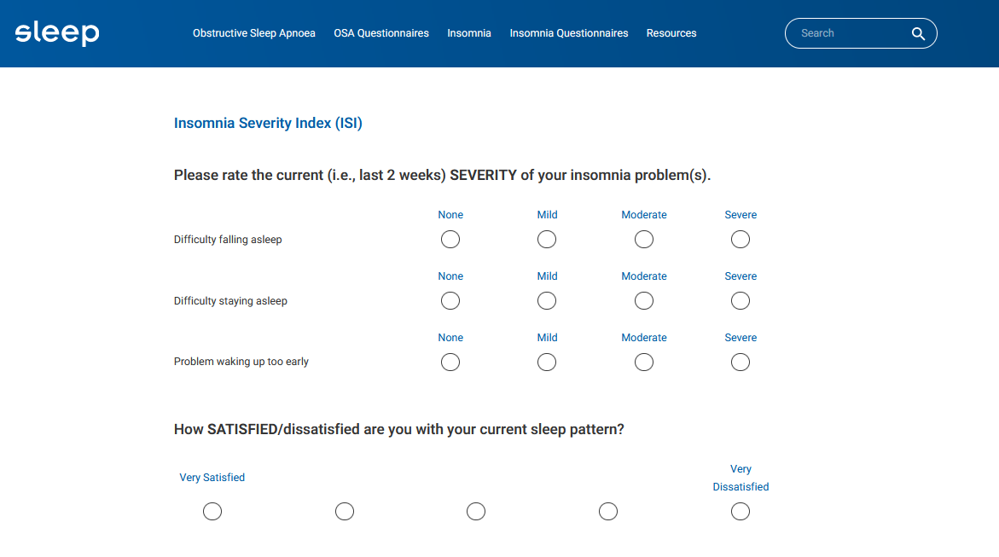 sleep
Obstructive Sleep Apnoea OSA Questionnaires Insomnia Insomnia Questionnaires Resources Search
Insomnia Severity Index (ISI)
Please rate the current (i.e., last 2 weeks) SEVERITY of your insomnia problem(s).
None Mild Moderate Severe
Difficulty falling asleep
None Mild Moderate Severe
Difficulty staying asleep
None Mild Moderate Severe
Problem waking up too early
How SATISFIED/dissatisfied are you with your current sleep pattern?
Very Satisfied
Very
Dissatisfied